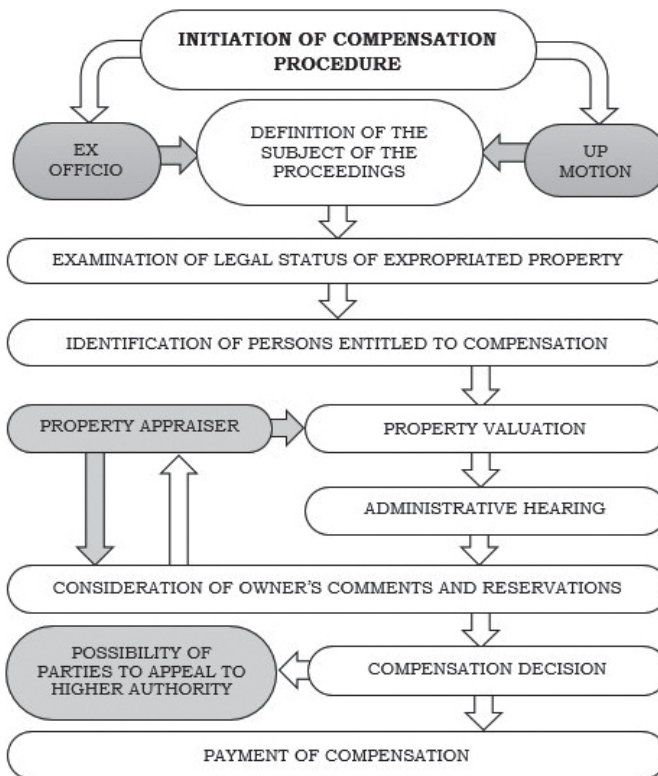 INITIATION OF COMPENSATION
PROCEDURE
EX
OFFICIO
DEFINITION OF THE
SUBJECT OF THE
PROCEEDINGS
UP
MOTION
EXAMINATION OF LEGAL STATUS OF EXPROPRIATED PROPERTY
IDENTIFICATION OF PERSONS ENTITLED TO COMPENSATION
PROPERTY APPRAISER
PROPERTY VALUATION
ADMINISTRATIVE HEARING
CONSIDERATION OF OWNER'S COMMENTS AND RESERVATIONS
POSSIBILITY OF
PARTIES TO APPEAL TO
HIGHER AUTHORITY
COMPENSATION DECISION
PAYMENT OF COMPENSATION